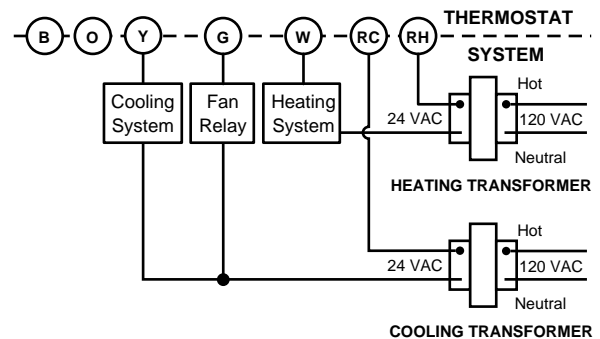 THERMOSTAT
B O Y G W RC RH
SYSTEM
Cooling
System
Fan
Relay
Heating
System
Hot
24 VAC
120 VAC
Neutral
HEATING TRANSFORMER
Hot
24 VAC
120 VAC
Neutral
COOLING TRANSFORMER